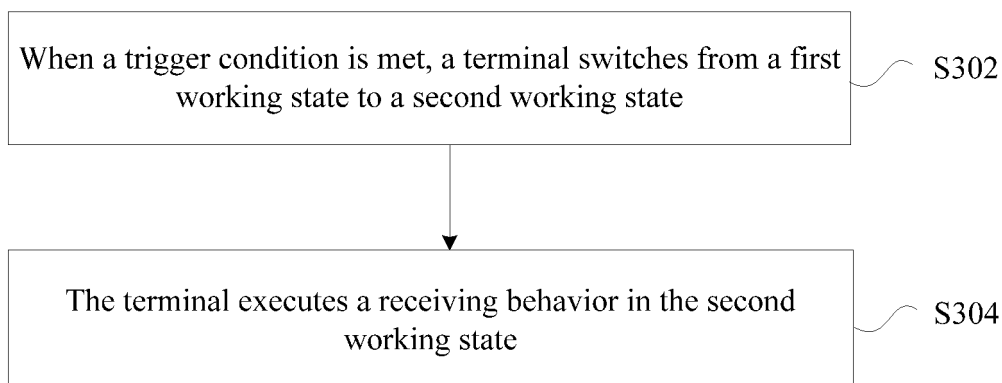 When a trigger condition is met, a terminal switches from a first
working state to a second working state
S302
The terminal executes a receiving behavior in the second
working state
S304